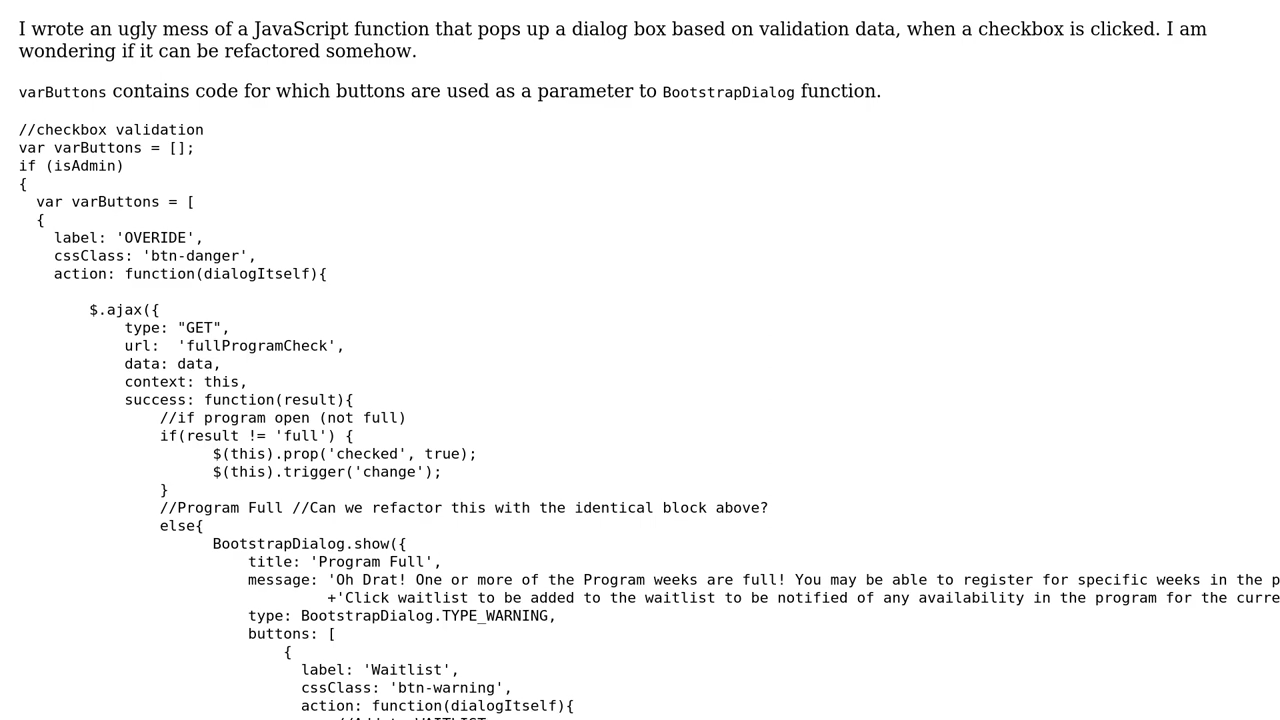 I wrote an ugly mess of a JavaScript function that pops up a dialog box based on validation data, when a checkbox is clicked. I am
wondering if it can be refactored somehow.
varButtons contains code for which buttons are used as a parameter to BootstrapDialog function.
//checkbox validation
var varButtons = [];
if (isAdmin)
{
  var varButtons = [
  {
    label: 'OVERIDE',
    cssClass: 'btn-danger',
    action: function(dialogItself){
        $.ajax({
            type: "GET",
            url:  'fullProgramCheck',
            data: data,
            context: this,
            success: function(result){
                //if program open (not full)
                if(result != 'full') {
                      $(this).prop('checked', true);
                      $(this).trigger('change');
                }
                //Program Full //Can we refactor this with the identical block above?
                else{
                      BootstrapDialog.show({
                          title: 'Program Full',
                          message: 'Oh Drat! One or more of the Program weeks are full! You may be able to register for specific weeks in the
                                   +'Click waitlist to be added to the waitlist to be notified of any availability in the program for the
                          type: BootstrapDialog.TYPE_WARNING,
                          buttons: [
                              {
                                label: 'Waitlist',
                                cssClass: 'btn-warning',
                                action: function(dialogItself){